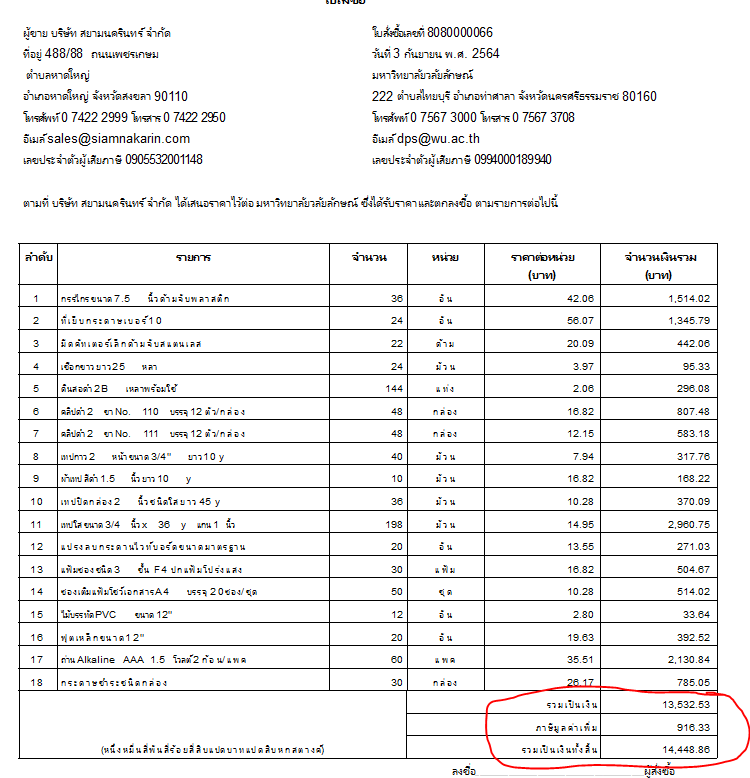 ใบสั่งซื้อ
ผู้ขาย บริษัท สยามนครินทร์ จำกัด
ที่อยู่ 488/88 ถนนเพชรเกษม
ตำบลหาดใหญ่
อำเภอหาดใหญ่ จังหวัดสงขลา 90110
โทรศัพท์ 0 7422 2999 โทรสาร 0 7422 2950
อีเมล์ sales@siamnakarin.com
เลขประจำตัวผู้เสียภาษี 0905532001148
ใบสั่งซื้อเลขที่ 8080000066
วันที่ 3 กันยายน พ.ศ. 2564
มหาวิทยาลัยวลัยลักษณ์
222 ตำบลไทยบุรี อำเภอท่าศาลา จังหวัดนครศรีธรรมราช 80160
โทรศัพท์ 0 7567 3000 โทรสาร 0 7567 3708
อีเมล์ dps@wu.ac.th
เลขประจำตัวผู้เสียภาษี 0994000189940
ตามที่ บริษัท สยามนครินทร์ จำกัด ได้เสนอราคาไว้ต่อ มหาวิทยาลัยวลัยลักษณ์ ซึ่งได้รับราคาและตกลงซื้อ ตามรายการต่อไปนี้
ลำดับ รายการ จำนวน หน่วย ราคาต่อหน่วย (บาท) จำนวนเงินรวม (บาท)
1 กรรไกรขนาด 7.5 นิ้วด้ามจับพลาสติก 36 อัน 42.06 1,514.02
2 ที่เย็บกระดาษเบอร์ 10 24 อัน 56.07 1,345.79
3 มีดคัทเตอร์เล็กด้ามจับสแตนเลส 22 ด้าม 20.09 442.06
4 เชือกขาวยาว 25 หลา 24 ม้วน 3.97 95.33
5 ดินสอดำ 2B เหลาพร้อมใช้ 144 แท่ง 2.06 296.08
6 คลิปดำ 2 ขา No. 110 บรรจุ 12 ตัว/กล่อง 48 กล่อง 16.82 807.48
7 คลิปดำ 2 ขา No. 111 บรรจุ 12 ตัว/กล่อง 48 กล่อง 12.15 583.18
8 เทปกาว 2 หน้าขนาด 3/4" ยาว 10 y 40 ม้วน 7.94 317.76
9 ผ้าเทปสีดำ 1.5 นิ้วยาว 10 y 10 ม้วน 16.82 168.22
10 เทปปิดกล่อง 2 นิ้วชนิดใสยาว 45 y 36 ม้วน 10.28 370.09
11 เทปใสขนาด 3/4 นิ้ว x 36 y แกน 1 นิ้ว 198 ม้วน 14.95 2,960.75
12 แปรงลบกระดานไวท์บอร์ดขนาดมาตรฐาน 20 อัน 13.55 271.03
13 แฟ้มซองชนิด 3 ชั้น F4 ปกแฟ้มโปร่งแสง 30 แฟ้ม 16.82 504.67
14 ซองเติมแฟ้มโชว์เอกสาร A4 บรรจุ 20 ซอง/ชุด 50 ชุด 10.28 514.02
15 ไม้บรรทัด PVC ขนาด 12" 12 อัน 2.80 33.64
16 ฟุตเหล็กขนาด 12" 20 อัน 19.63 392.52
17 ถ่าน Alkaline AAA 1.5 โวลต์ 2 ก้อน/แพค 60 แพค 35.51 2,130.84
18 กระดาษชำระชนิดกล่อง 30 กล่อง 26.17 785.05
รวมเป็นเงิน 13,532.53
ภาษีมูลค่าเพิ่ม 916.33
(หนึ่งหมื่นสี่พันสี่ร้อยสี่สิบแปดบาทแปดสิบหกสตางค์) รวมเป็นเงินทั้งสิ้น 14,448.86
ลงชื่อ ผู้สั่งซื้อ